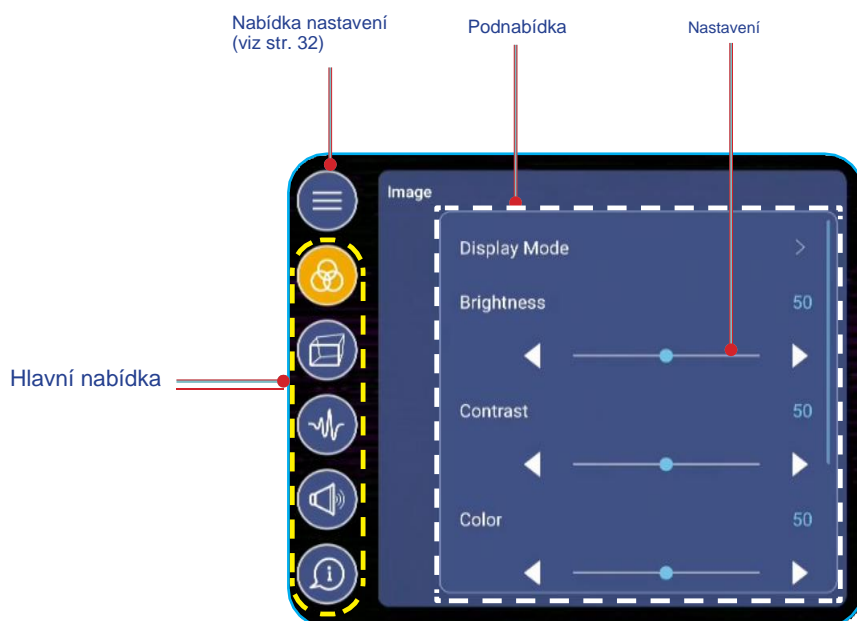 Nabídka nastavení
(viz str. 32)
Podnabídka
Nastavení
Image
Display Mode
Brightness 50
Hlavní nabídka
Contrast 50
Color 50